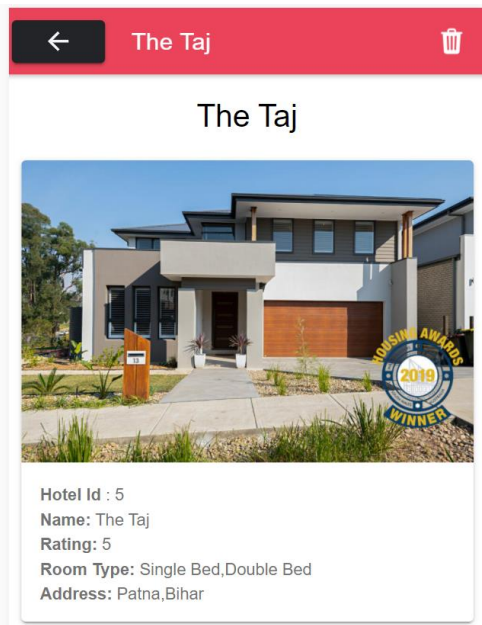 The Taj
The Taj
13
HOUSING AWARDS
2019
WINNER
Hotel Id : 5
Name: The Taj
Rating: 5
Room Type: Single Bed,Double Bed
Address: Patna,Bihar